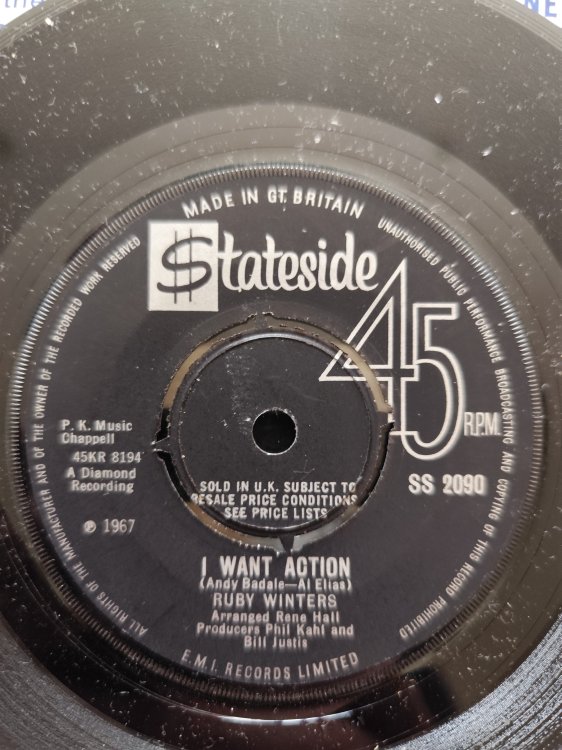 the
NE
MADE IN GT. BRITAIN
$tateside
45
R.P.M.
UNAUTHORISED PUBLIC PERFORMANCE BROADCASTING AND COPYING OF THIS RECORD PROHIBITED
ALL RIGHTS OF THE MANUFACTURER AND OF THE OWNER OF THE RECORDED WORK RESERVED
P. K. Music
Chappell
45KR 8194
A Diamond
Recording
℗ 1967
SS 2090
SOLD IN U.K. SUBJECT TO
RESALE PRICE CONDITIONS
SEE PRICE LISTS
I WANT ACTION
(Andy Badale—Al Elias)
RUBY WINTERS
Arranged Rene Hall
Producers Phil Kahl and
Bill Justis
E.M.I. RECORDS LIMITED